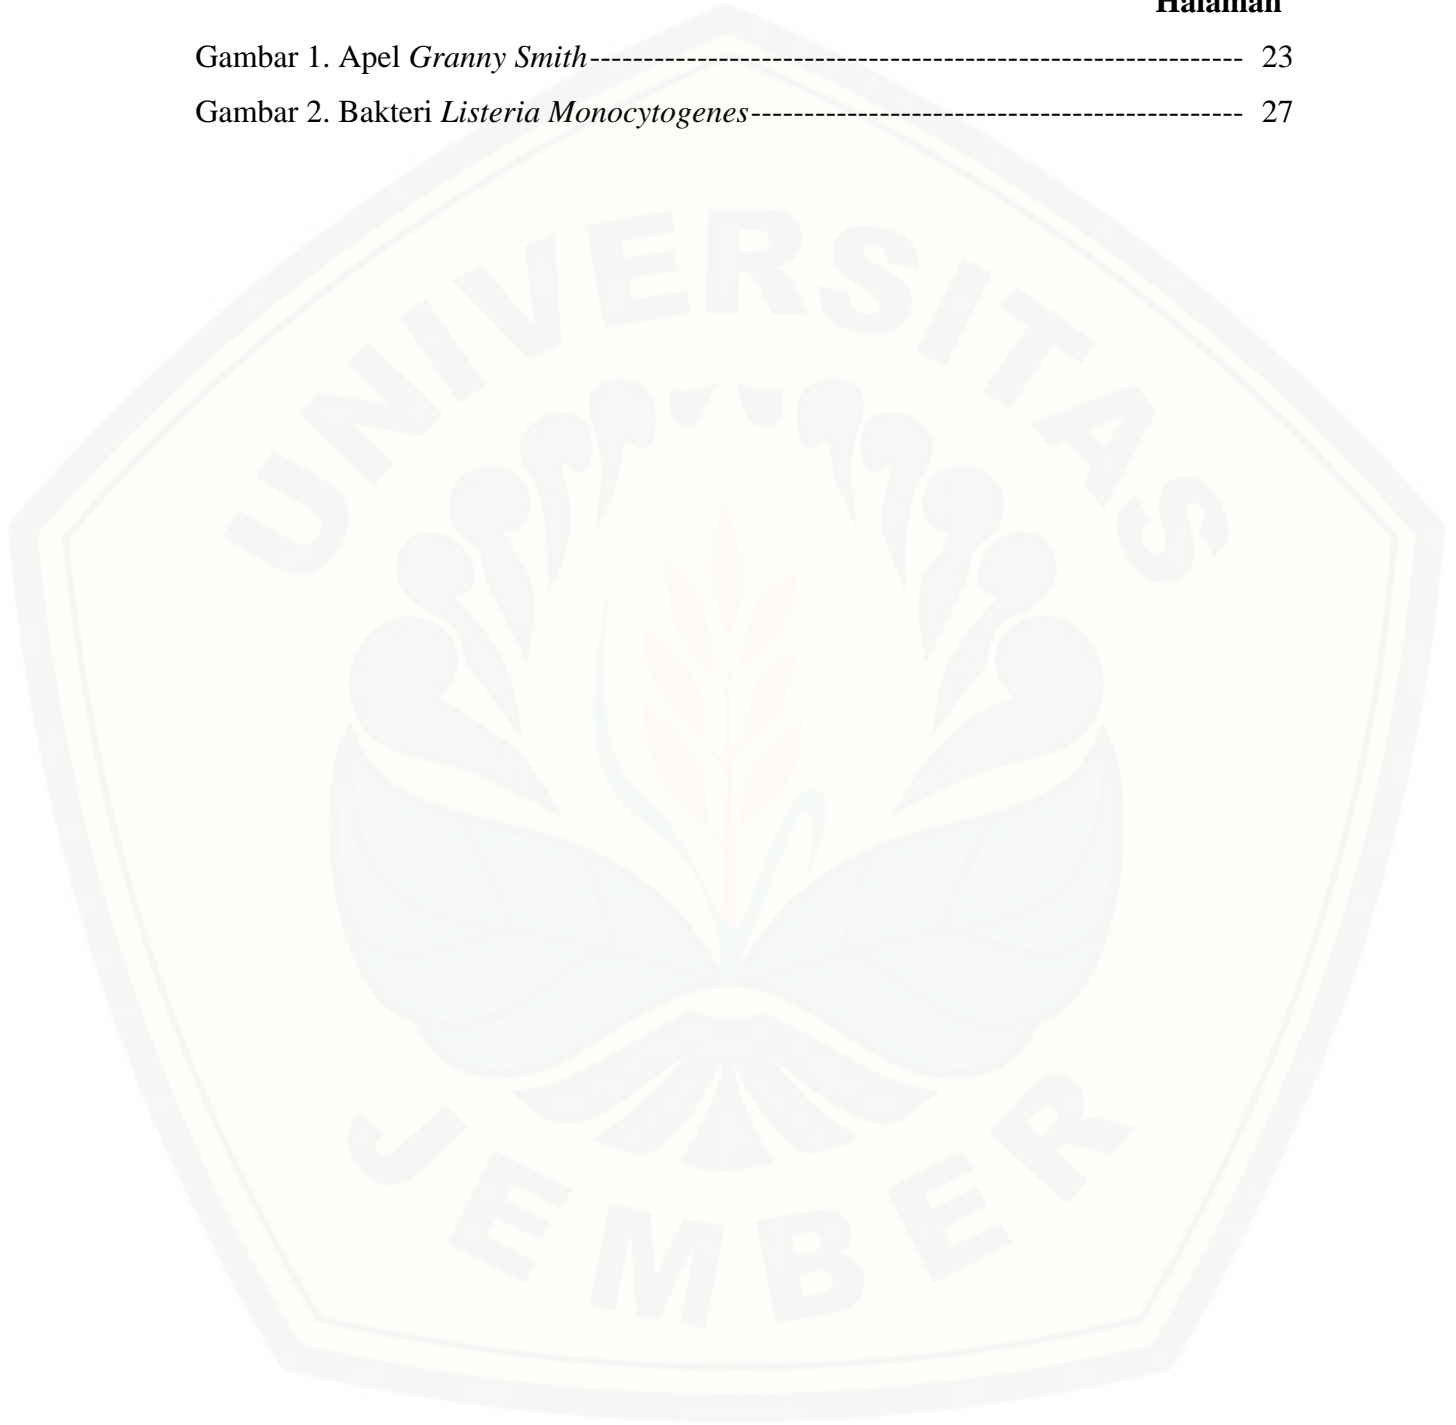 Halaman
Gambar 1. Apel Granny Smith------------------------------------------------------------- 23
Gambar 2. Bakteri Listeria Monocytogenes---------------------------------------------- 27
UNIVERSITAS
JEMBER